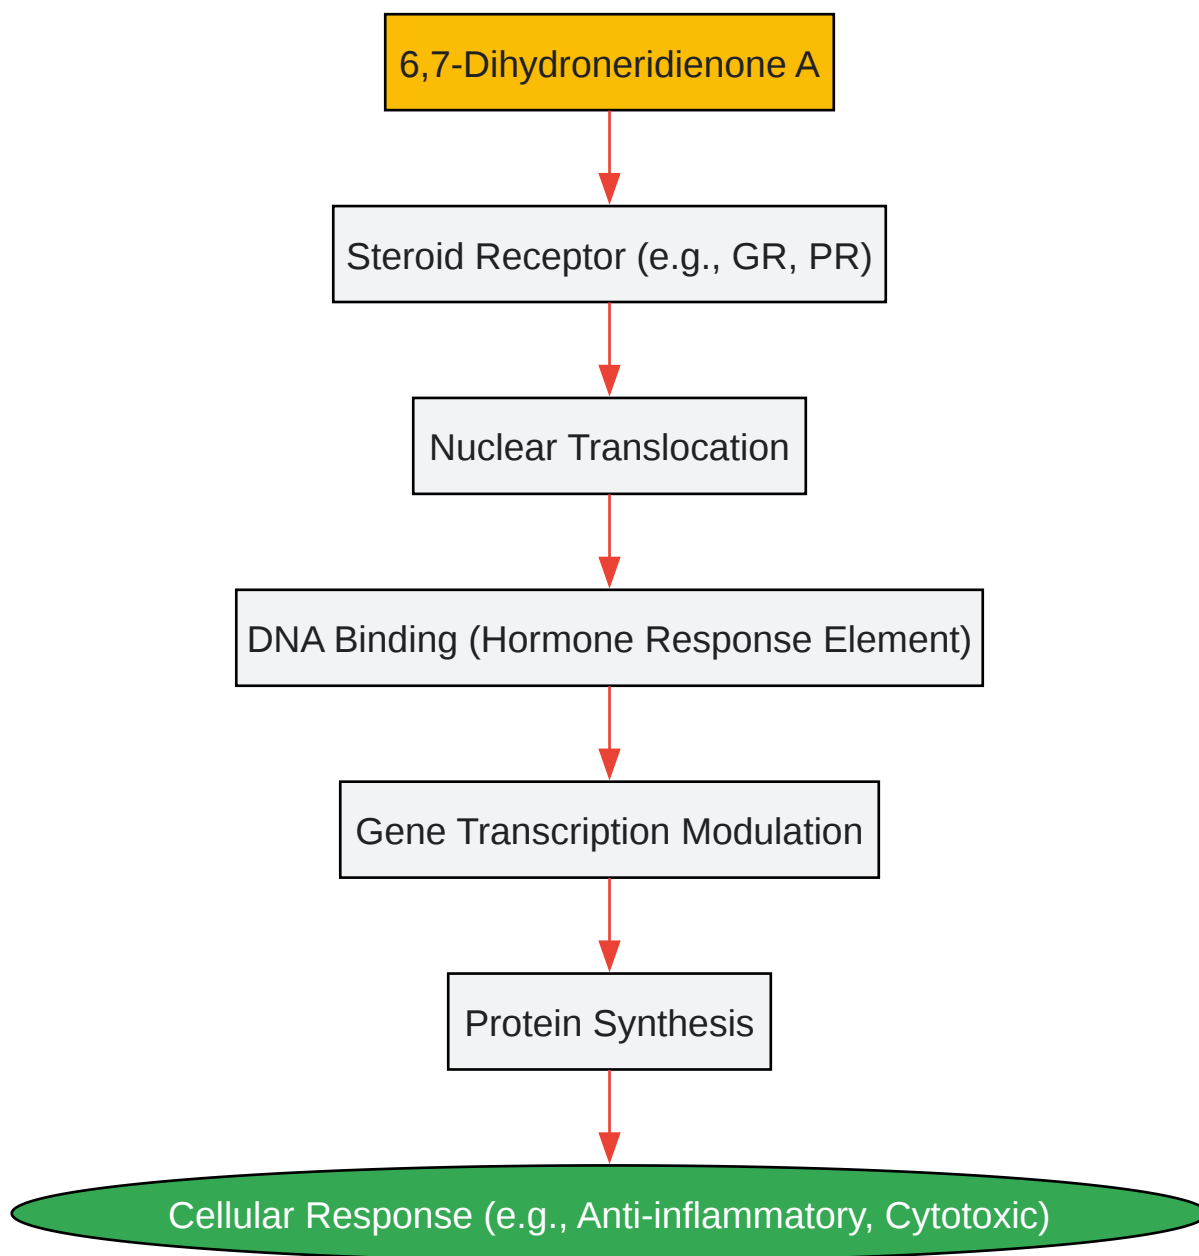 6,7-Dihydroneridienone A
Steroid Receptor (e.g., GR, PR)
Nuclear Translocation
DNA Binding (Hormone Response Element)
Gene Transcription Modulation
Protein Synthesis
Cellular Response (e.g., Anti-inflammatory, Cytotoxic)